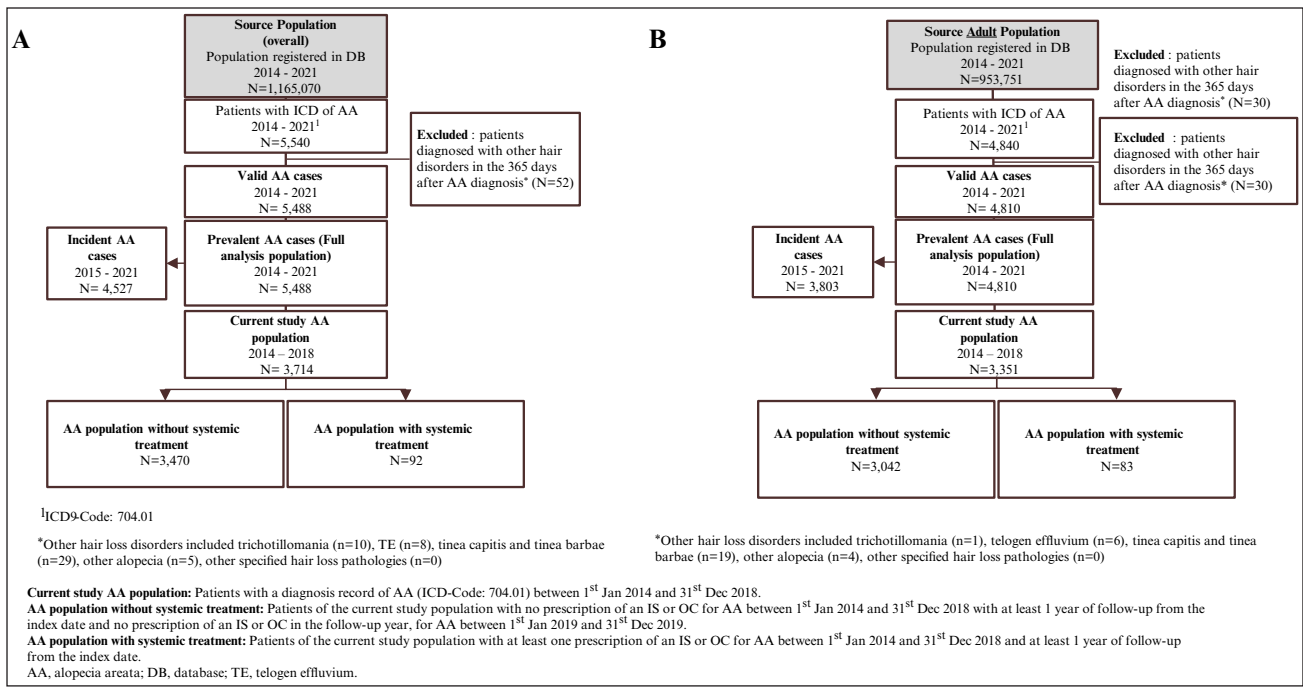 A
Source Population
(overall)
Population registered in DB
2014 - 2021
N=1,165,070
Patients with ICD of AA
2014 - 2021¹
N=5,540
Excluded : patients
diagnosed with other hair
disorders in the 365 days
after AA diagnosis* (N=52)
Valid AA cases
2014 - 2021
N= 5,488
Incident AA
cases
2015 - 2021
N= 4,527
Prevalent AA cases (Full
analysis population)
2014 - 2021
N= 5,488
Current study AA
population
2014 – 2018
N= 3,714
AA population without systemic
treatment
N=3,470
AA population with systemic
treatment
N=92
¹ICD9-Code: 704.01
*Other hair loss disorders included trichotillomania (n=10), TE (n=8), tinea capitis and tinea barbae
(n=29), other alopecia (n=5), other specified hair loss pathologies (n=0)
B
Source Adult Population
Population registered in DB
2014 - 2021
N=953,751
Excluded : patients
diagnosed with other hair
disorders in the 365 days
after AA diagnosis* (N=30)
Patients with ICD of AA
2014 - 2021¹
N=4,840
Excluded : patients
diagnosed with other hair
disorders in the 365 days
after AA diagnosis* (N=30)
Valid AA cases
2014 - 2021
N= 4,810
Incident AA
cases
2015 - 2021
N= 3,803
Prevalent AA cases (Full
analysis population)
2014 - 2021
N=4,810
Current study AA
population
2014 – 2018
N=3,351
AA population without systemic
treatment
N=3,042
AA population with systemic
treatment
N=83
*Other hair loss disorders included trichotillomania (n=1), telogen effluvium (n=6), tinea capitis and tinea
barbae (n=19), other alopecia (n=4), other specified hair loss pathologies (n=0)
Current study AA population: Patients with a diagnosis record of AA (ICD-Code: 704.01) between 1st Jan 2014 and 31st Dec 2018.
AA population without systemic treatment: Patients of the current study population with no prescription of an IS or OC for AA between 1st Jan 2014 and 31st Dec 2018 with at least 1 year of follow-up from the
index date and no prescription of an IS or OC in the follow-up year, for AA between 1st Jan 2019 and 31st Dec 2019.
AA population with systemic treatment: Patients of the current study population with at least one prescription of an IS or OC for AA between 1st Jan 2014 and 31st Dec 2018 and at least 1 year of follow-up
from the index date.
AA, alopecia areata; DB, database; TE, telogen effluvium.